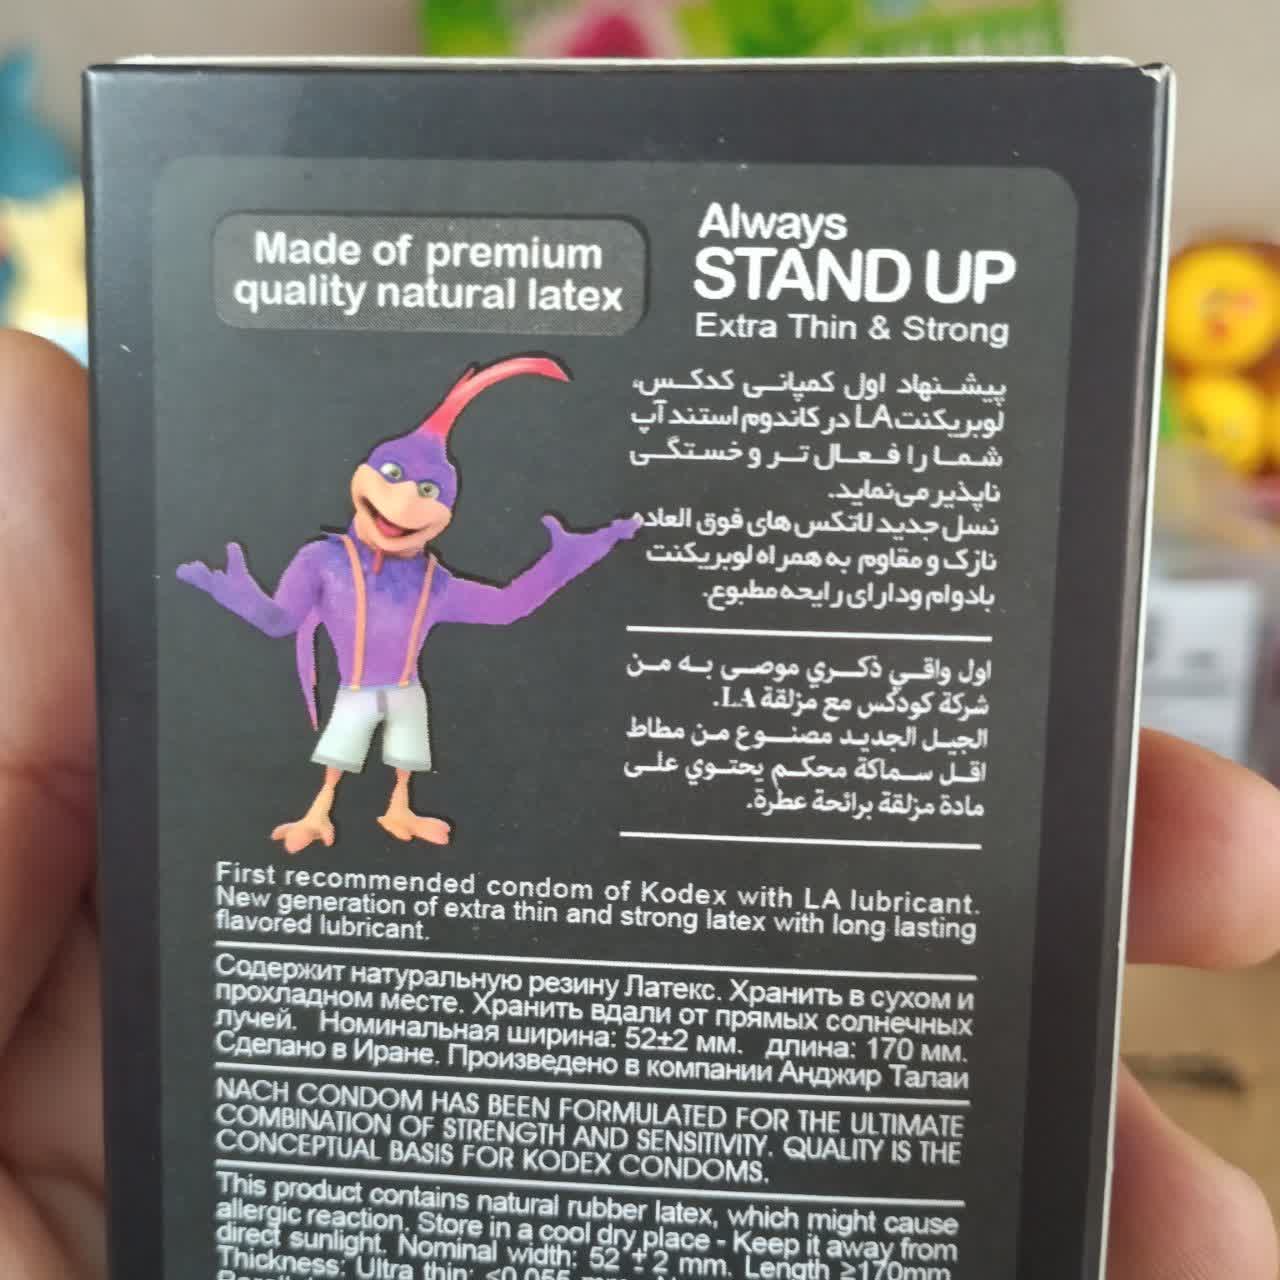 Made of premium
quality natural latex
Always
STAND UP
Extra Thin & Strong
پیشنهاد اول کمپانی کدکس،
لوبریکنت LA در کاندوم استند آپ
شما را فعال تر و خستگی
ناپذیر می‌نماید.
نسل جدید لاتکس های فوق العاده
نازک و مقاوم به همراه لوبریکنت
بادوام ودارای رایحه مطبوع.
اول واقي ذكري موصى به من
شركة كودكس مع مزلقة LA.
الجيل الجديد مصنوع من مطاط
اقل سماكة محكم يحتوي على
مادة مزلقة برائحة عطرة.
First recommended condom of Kodex with LA lubricant.
New generation of extra thin and strong latex with long lasting
flavored lubricant.
Содержит натуральную резину Латекс. Хранить в сухом и
прохладном месте. Хранить вдали от прямых солнечных
лучей. Номинальная ширина: 52±2 мм. длина: 170 мм.
Сделано в Иране. Произведено в компании Анджир Талаи
NACH CONDOM HAS BEEN FORMULATED FOR THE ULTIMATE
COMBINATION OF STRENGTH AND SENSITIVITY. QUALITY IS THE
CONCEPTUAL BASIS FOR KODEX CONDOMS.
This product contains natural rubber latex, which might cause
allergic reaction. Store in a cool dry place - Keep it away from
direct sunlight. Nominal width: 52 ± 2 mm. Length ≥170mm
Thickness: Ultra thin: ≤0.055 mm